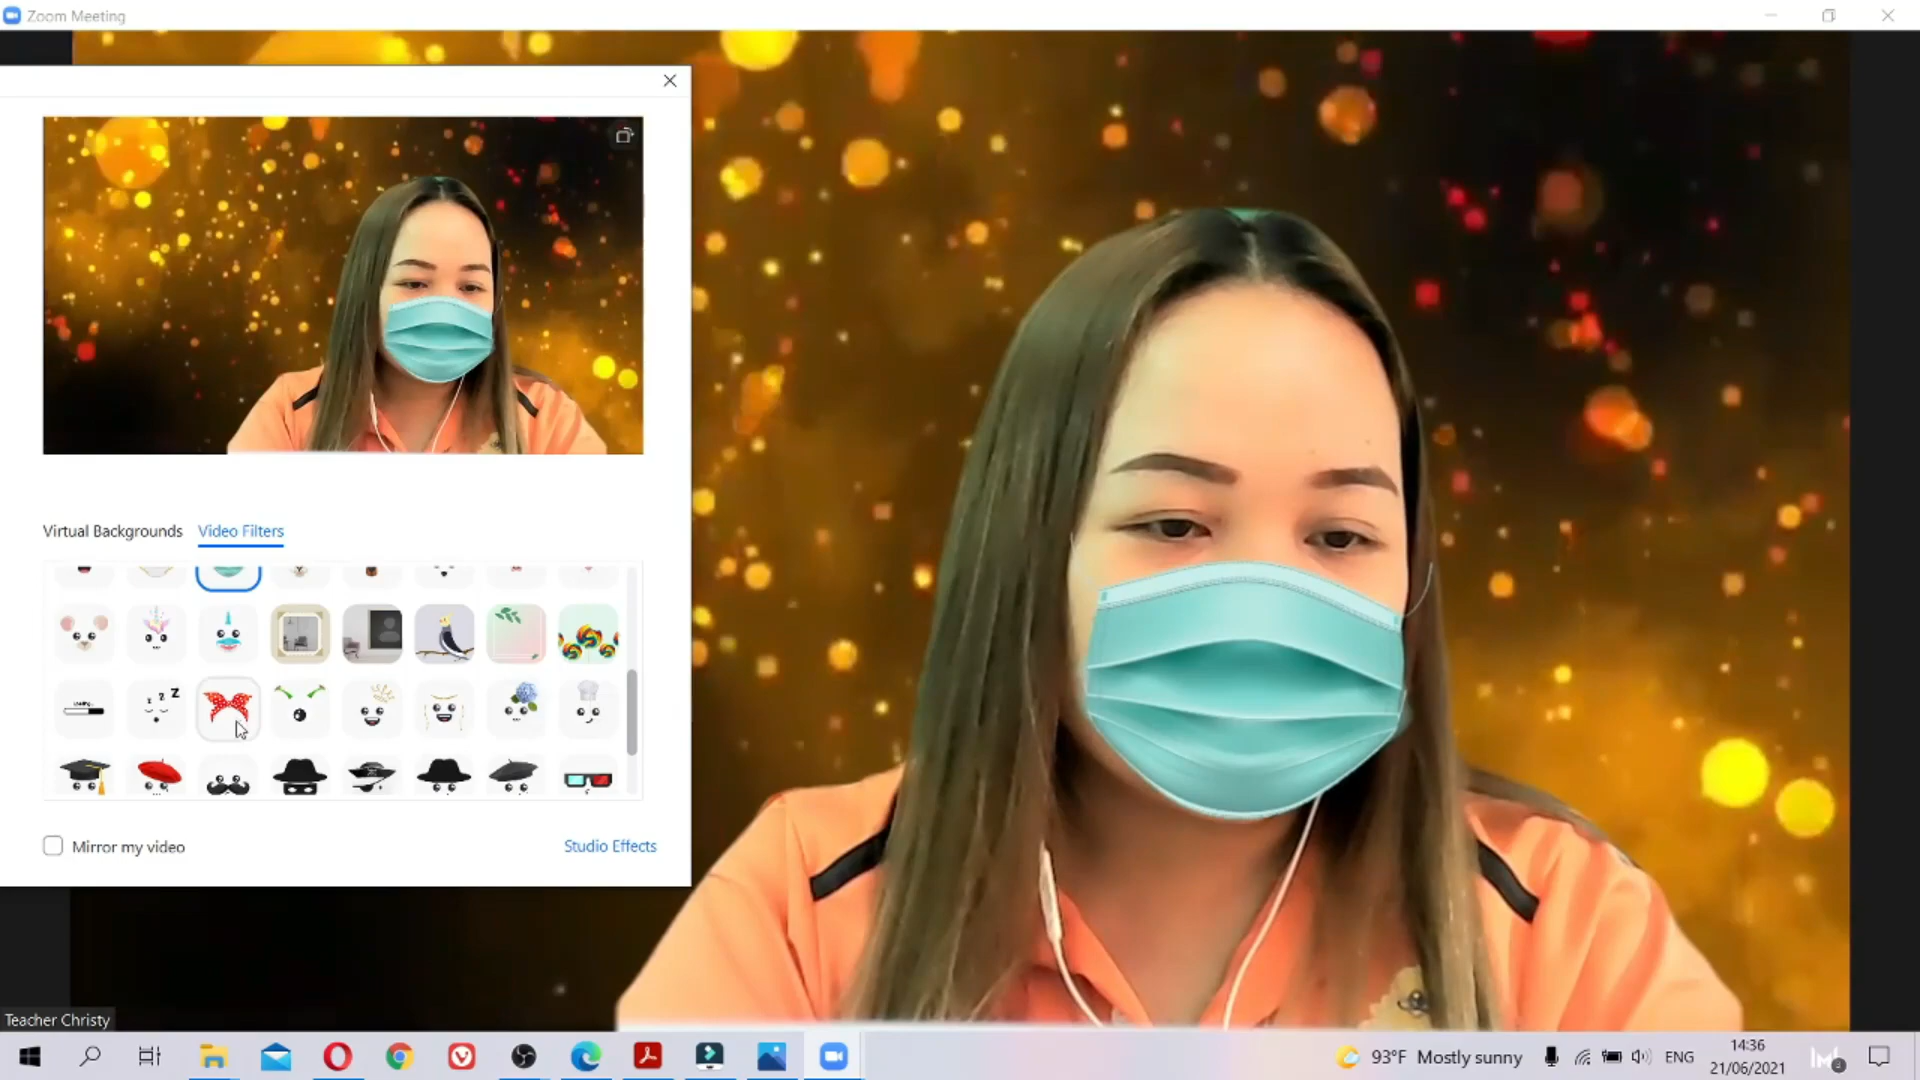 Zoom Meeting
Virtual Backgrounds
Video Filters
z z Z
Mirror my video
Studio Effects
Teacher Christy
93°F Mostly sunny
ENG
14:36
21/06/2021
3